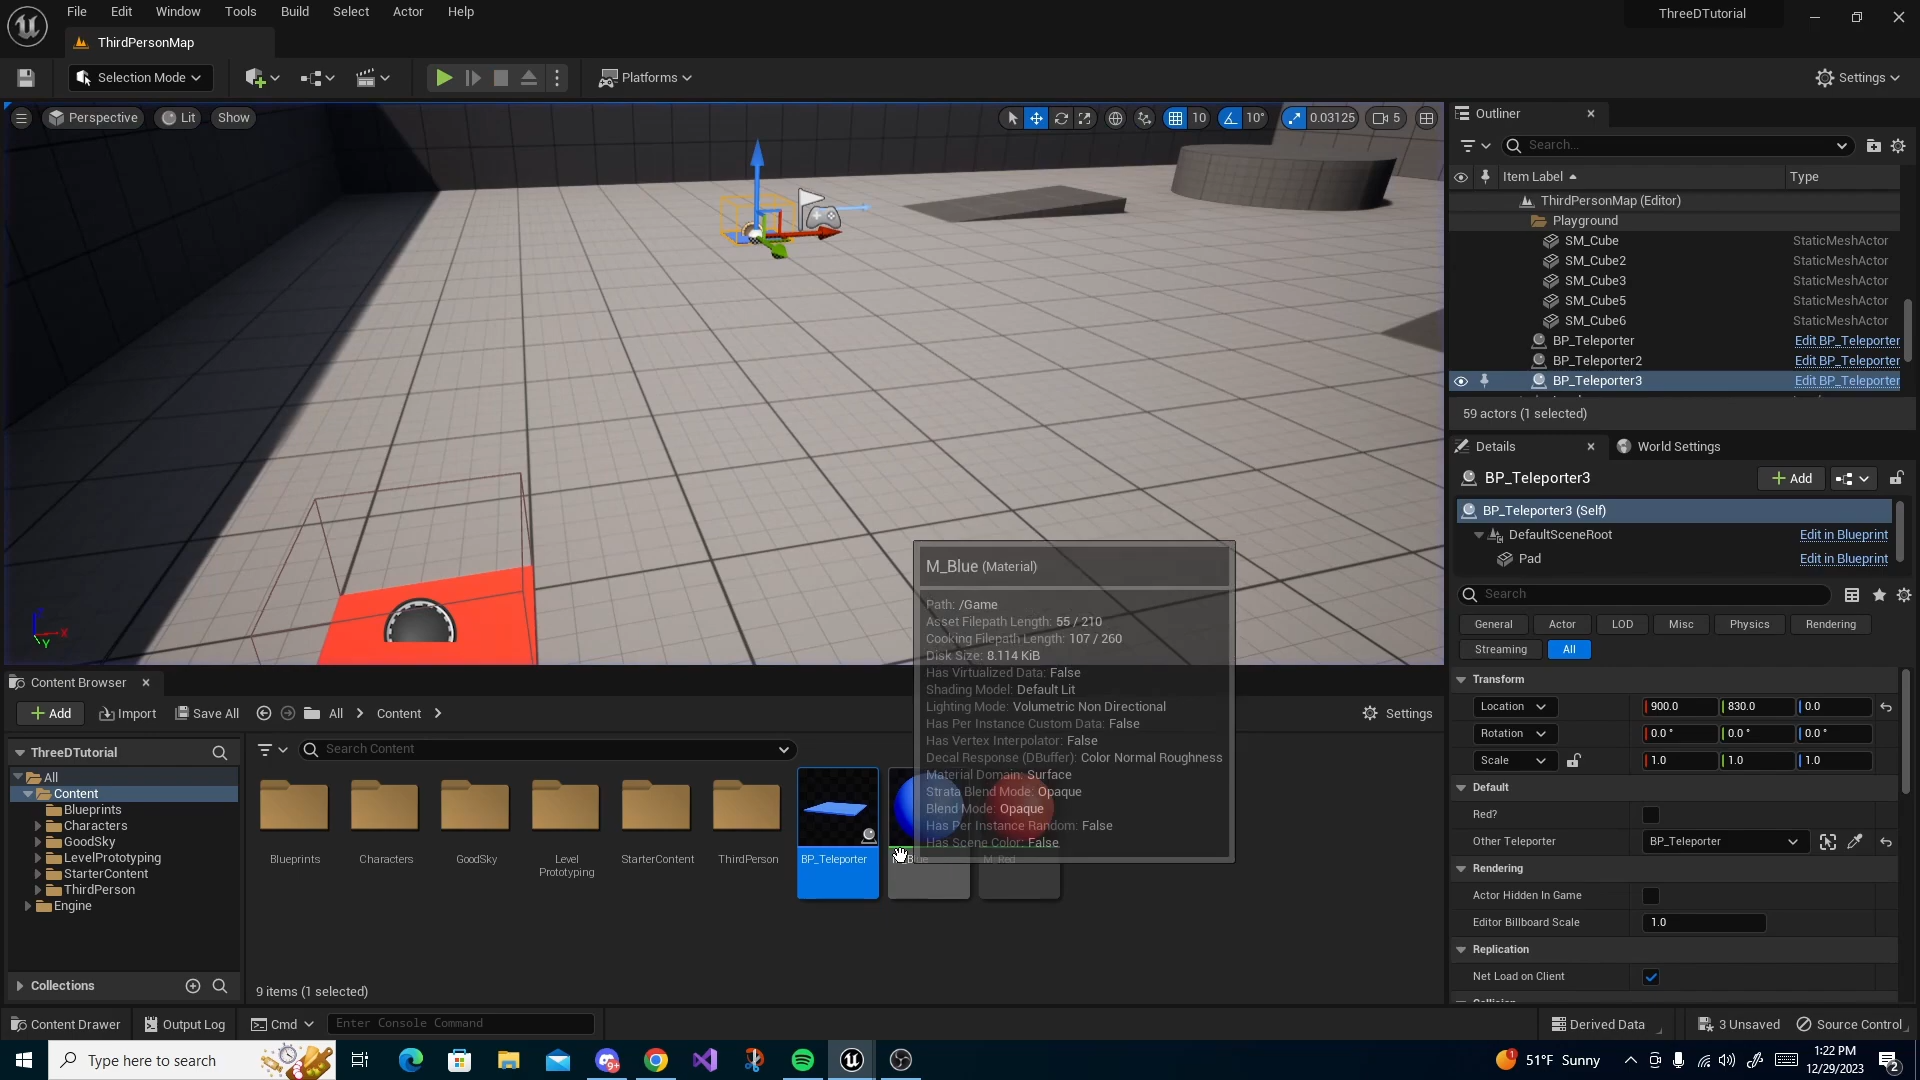 File Edit Window Tools Build Select Actor Help
ThreeDTutorial
ThirdPersonMap
Selection Mode
Platforms
Settings
Perspective
Lit
Show
10
10°
0.03125
5
M_Blue (Material)
Path: /Game
Asset Filepath Length: 55 / 210
Cooking Filepath Length: 107 / 260
Disk Size: 8.114 KiB
Has Virtualized Data: False
Shading Model: Default Lit
Lighting Mode: Volumetric Non Directional
Has Per Instance Custom Data: False
Has Vertex Interpolator: False
Decal Response (DBuffer): Color Normal Roughness
Material Domain: Surface
Strata Blend Mode: Opaque
Blend Mode: Opaque
Has Per Instance Random: False
Has Scene Color: False
Outliner
Search...
Item Label
Type
ThirdPersonMap (Editor)
Playground
SM_Cube StaticMeshActor
SM_Cube2 StaticMeshActor
SM_Cube3 StaticMeshActor
SM_Cube5 StaticMeshActor
SM_Cube6 StaticMeshActor
BP_Teleporter Edit BP_Teleporter
BP_Teleporter2 Edit BP_Teleporter
BP_Teleporter3 Edit BP_Teleporter
59 actors (1 selected)
Details
World Settings
BP_Teleporter3
Add
BP_Teleporter3 (Self)
DefaultSceneRoot Edit in Blueprint
Pad Edit in Blueprint
Search
General Actor LOD Misc Physics Rendering
Streaming All
Transform
Location 900.0 830.0 0.0
Rotation 0.0° 0.0° 0.0°
Scale 1.0 1.0 1.0
Default
Red?
Other Teleporter BP_Teleporter
Rendering
Actor Hidden In Game
Editor Billboard Scale 1.0
Replication
Net Load on Client
Content Browser
Add Import Save All All Content
Settings
ThreeDTutorial
All
Content
Blueprints
Characters
GoodSky
LevelPrototyping
StarterContent
ThirdPerson
Engine
Collections
Search Content
Blueprints
Characters
GoodSky
Level
Prototyping
StarterContent
ThirdPerson
BP_Teleporter
M_Red
9 items (1 selected)
Content Drawer
Output Log
Cmd
Enter Console Command
Derived Data
3 Unsaved
Source Control
Type here to search
9+
1
51°F Sunny
1:22 PM
12/29/2023
2